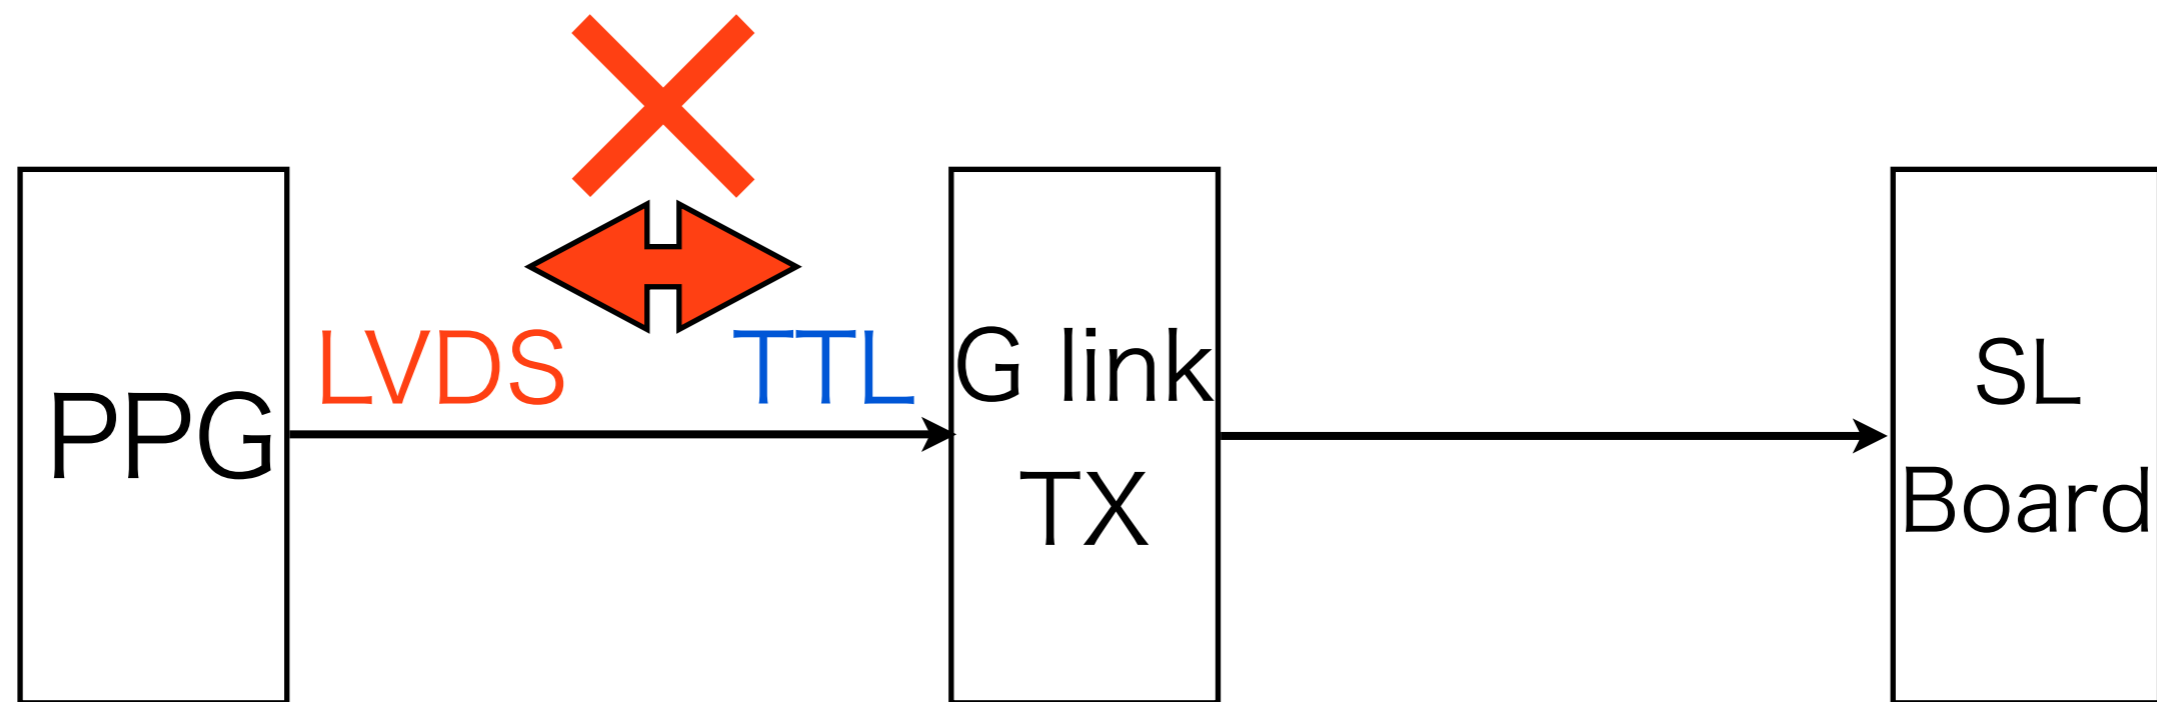 PPG
LVDS
TTL
G link
TX
SL
Board